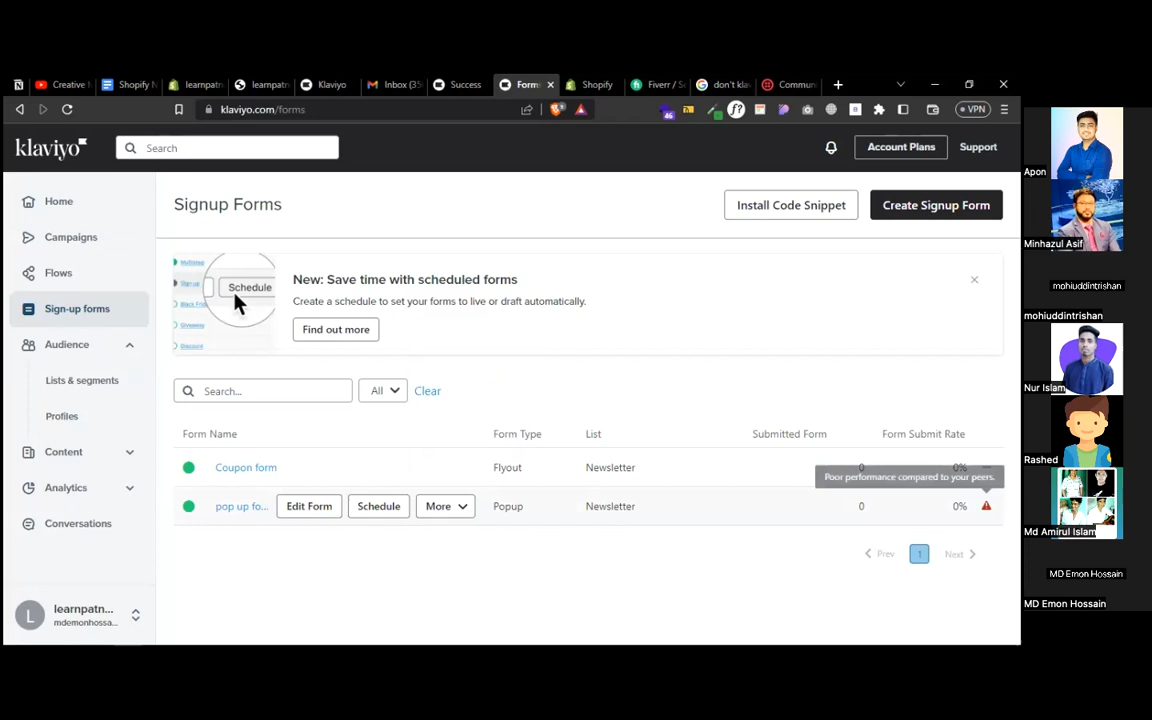 Creative
Shopify N
learnpatn
learnpatn
Klaviyo
Inbox (35
Success
Form
Shopify
Fiverr / Se
don't klav
Commun
klaviyo.com/forms
46
f?
VPN
klaviyo
Search
Account Plans
Support
Home
Campaigns
Flows
Sign-up forms
Audience
Lists & segments
Profiles
Content
Analytics
Conversations
L
learnpatn...
mdemonhossa...
Signup Forms
Install Code Snippet
Create Signup Form
Schedule
New: Save time with scheduled forms
Create a schedule to set your forms to live or draft automatically.
Find out more
Search...
All
Clear
Form Name
Form Type
List
Submitted Form
Form Submit Rate
Coupon form
Flyout
Newsletter
0
0%
Poor performance compared to your peers.
pop up fo...
Edit Form
Schedule
More
Popup
Newsletter
0
0%
Prev
1
Next
Apon
Minhazul Asif
mohiuddintrishan
mohiuddintrishan
Nur Islam
Rashed
Md Amirul Islam
MD Emon Hossain
MD Emon Hossain